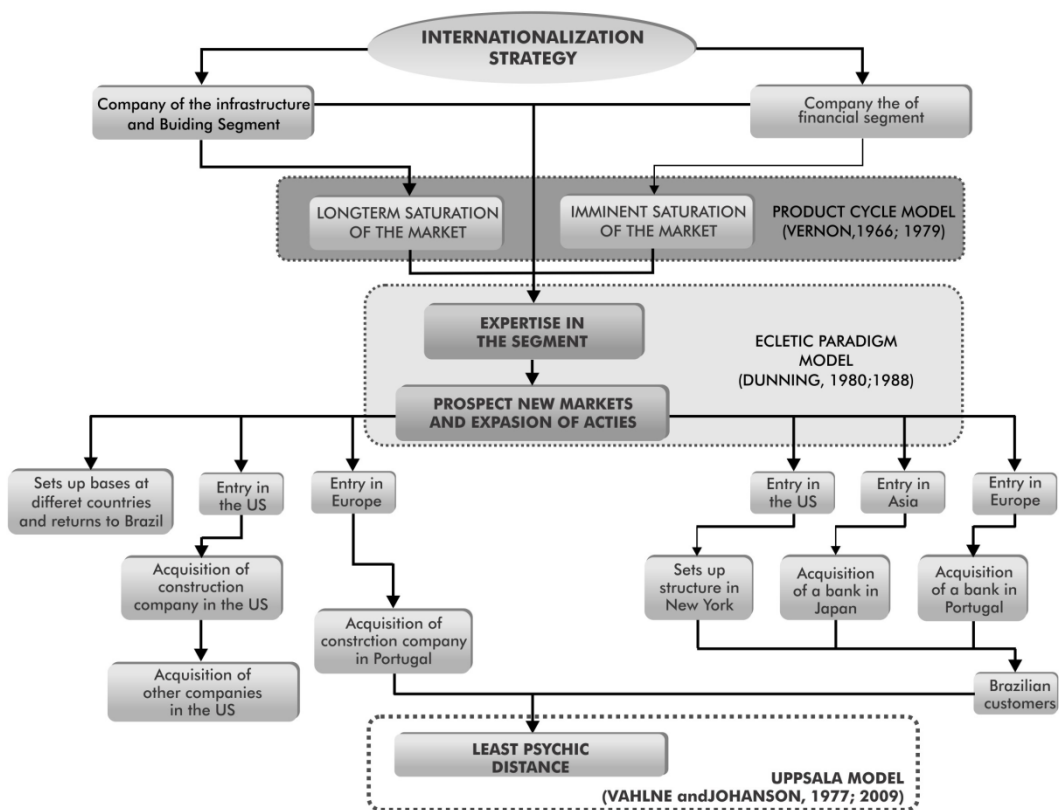 INTERNATIONALIZATION
STRATEGY
Company of the infrastructure
and Buiding Segment
Company the of
financial segment
LONGTERM SATURATION
OF THE MARKET
IMMINENT SATURATION
OF THE MARKET
PRODUCT CYCLE MODEL
(VERNON,1966; 1979)
EXPERTISE IN
THE SEGMENT
ECLETIC PARADIGM
MODEL
(DUNNING, 1980;1988)
PROSPECT NEW MARKETS
AND EXPASION OF ACTIES
Sets up bases at
differet countries
and returns to Brazil
Entry in
the US
Entry in
Europe
Entry in
the US
Entry in
Asia
Entry in
Europe
Acquisition of
construction
company in the US
Acquisition of
constrction company
in Portugal
Sets up
structure in
New York
Acquisition
of a bank in
Japan
Acquisition
of a bank in
Portugal
Acquisition of
other companies
in the US
Brazilian
customers
LEAST PSYCHIC
DISTANCE
UPPSALA MODEL
(VAHLNE andJOHANSON, 1977; 2009)